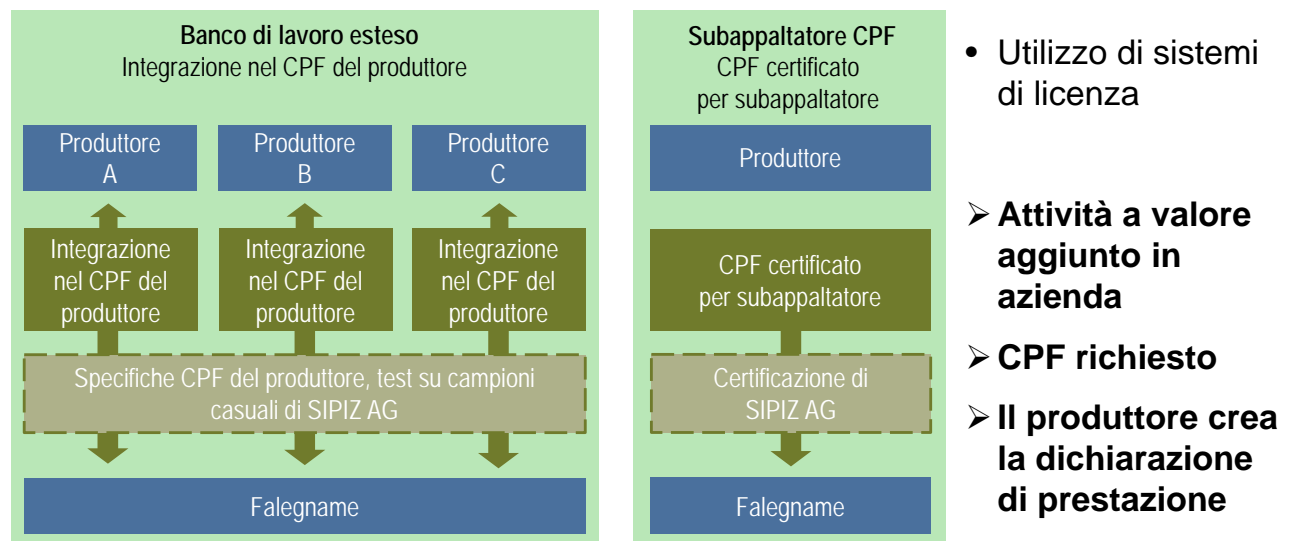 Banco di lavoro esteso
Integrazione nel CPF del produttore
Produttore
A
Produttore
B
Produttore
C
Integrazione
nel CPF del
produttore
Integrazione
nel CPF del
produttore
Integrazione
nel CPF del
produttore
Specifiche CPF del produttore, test su campioni
casuali di SIPIZ AG
Falegname
Subappaltatore CPF
CPF certificato
per subappaltatore
Produttore
CPF certificato
per subappaltatore
Certificazione di
SIPIZ AG
Falegname
• Utilizzo di sistemi
di licenza
➢ Attività a valore
aggiunto in
azienda
➢ CPF richiesto
➢ Il produttore crea
la dichiarazione
di prestazione